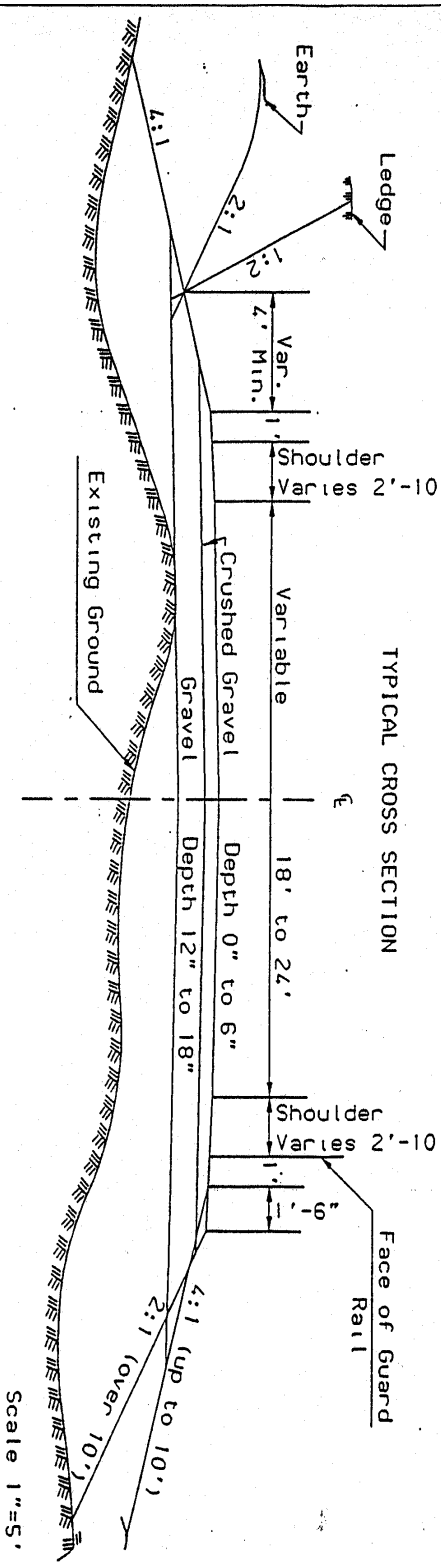 TYPICAL CROSS SECTION
Ledge
Earth
1:2
2:1
4:1
Var.
4' Min.
1'
Shoulder
Varies 2'-10
Variable
18' to 24'
Shoulder
Varies 2'-10
1'
1'-6"
Face of Guard
Rail
℄
Crushed Gravel
Depth 0" to 6"
Gravel
Depth 12" to 18"
Existing Ground
4:1 (up to 10')
2:1 (over 10')
Scale 1"=5'